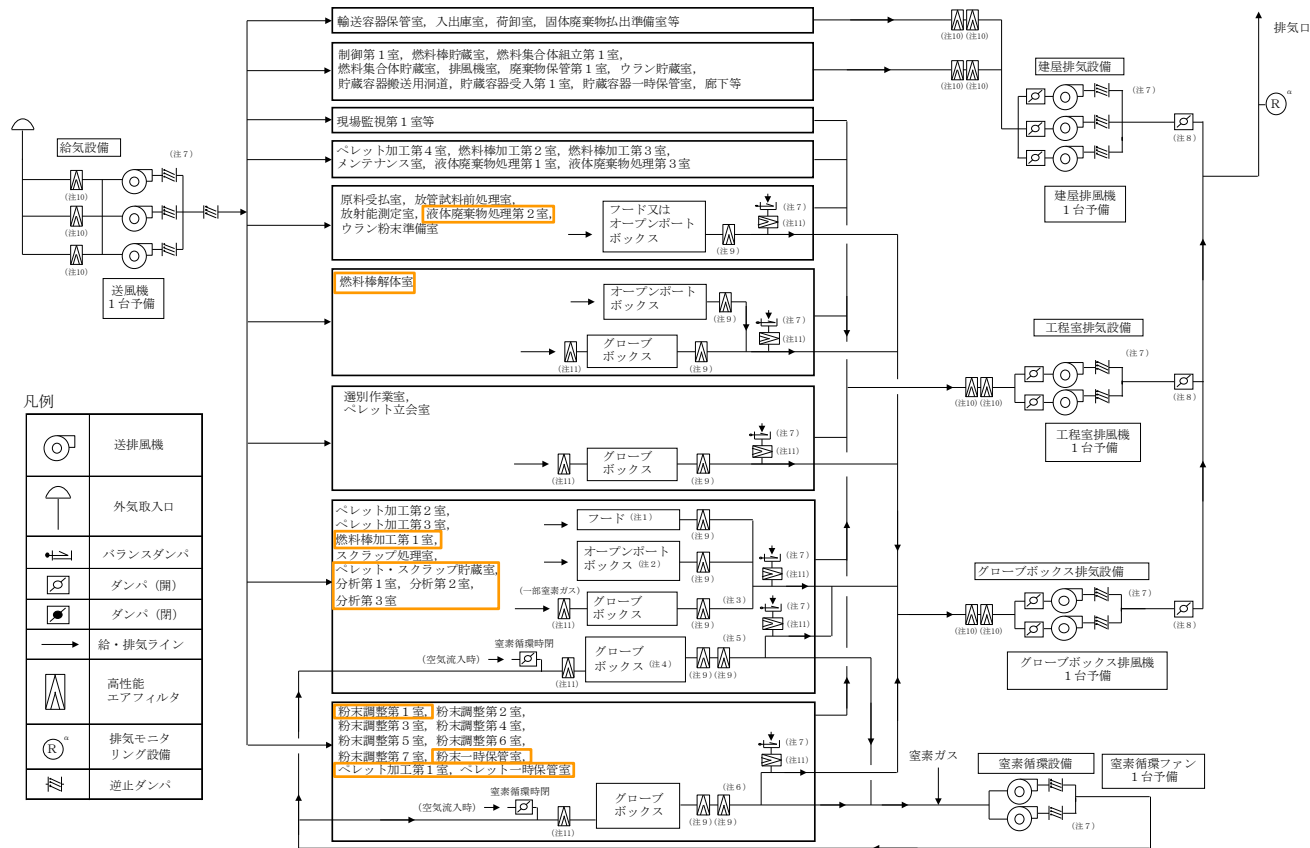 輸送容器保管室，入出庫室，荷卸室，固体廃棄物払出準備室等
(注10) (注10)
制御第１室，燃料棒貯蔵室，燃料集合体組立第１室，
燃料集合体貯蔵室，排風機室，廃棄物保管第１室，ウラン貯蔵室，
貯蔵容器搬送用洞道，貯蔵容器受入第１室，貯蔵容器一時保管室，廊下等
(注10) (注10)
現場監視第１室等
ペレット加工第４室，燃料棒加工第２室，燃料棒加工第３室，
メンテナンス室，液体廃棄物処理第１室，液体廃棄物処理第３室
原料受払室，放管試料前処理室，
放射能測定室，液体廃棄物処理第２室，
ウラン粉末準備室
フード又は
オープンポート
ボックス
(注９)
(注７)
(注11)
燃料棒解体室
オープンポート
ボックス
(注９)
(注７)
(注11)
グローブ
ボックス
(注11)
(注９)
選別作業室，
ペレット立会室
(注７)
(注11)
グローブ
ボックス
(注11)
(注９)
ペレット加工第２室，
ペレット加工第３室，
燃料棒加工第１室，
スクラップ処理室，
ペレット・スクラップ貯蔵室，
分析第１室，分析第２室，
分析第３室
フード (注１)
(注９)
オープンポート
ボックス(注２)
(注９)
(注７)
(注11)
(一部窒素ガス)
グローブ
ボックス
(注11)
(注９)
(注３)
(注７)
(注11)
窒素循環時閉
(空気流入時)
(注11)
グローブ
ボックス(注４)
(注９) (注９)
(注５)
粉末調整第１室，粉末調整第２室，
粉末調整第３室，粉末調整第４室，
粉末調整第５室，粉末調整第６室，
粉末調整第７室，粉末一時保管室，
ペレット加工第１室，ペレット一時保管室
(注７)
(注11)
窒素循環時閉
(空気流入時)
(注11)
グローブ
ボックス
(注９) (注９)
(注６)
給気設備
(注７)
(注10)
(注10)
(注10)
送風機
１台予備
排気口
R α
建屋排気設備
(注７)
(注８)
建屋排風機
１台予備
工程室排気設備
(注７)
(注10) (注10)
(注８)
工程室排風機
１台予備
グローブボックス排気設備
(注７)
(注10) (注10)
(注８)
グローブボックス排風機
１台予備
窒素ガス
窒素循環設備
窒素循環ファン
１台予備
(注７)
凡例
送排風機
外気取入口
バランスダンパ
ダンパ（開）
ダンパ（閉）
給・排気ライン
高性能
エアフィルタ
R α
排気モニタ
リング設備
逆止ダンパ